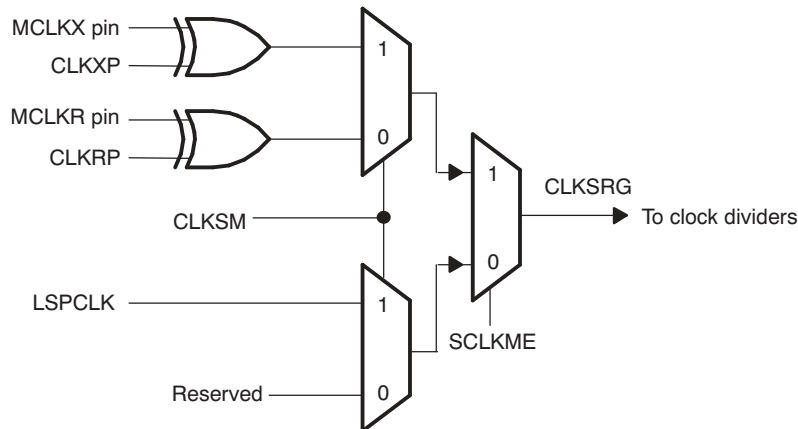 MCLKX pin
CLKXP
1
MCLKR pin
CLKRP
0
1
CLKSRG
To clock dividers
CLKSM
0
LSPCLK
1
SCLKME
Reserved
0